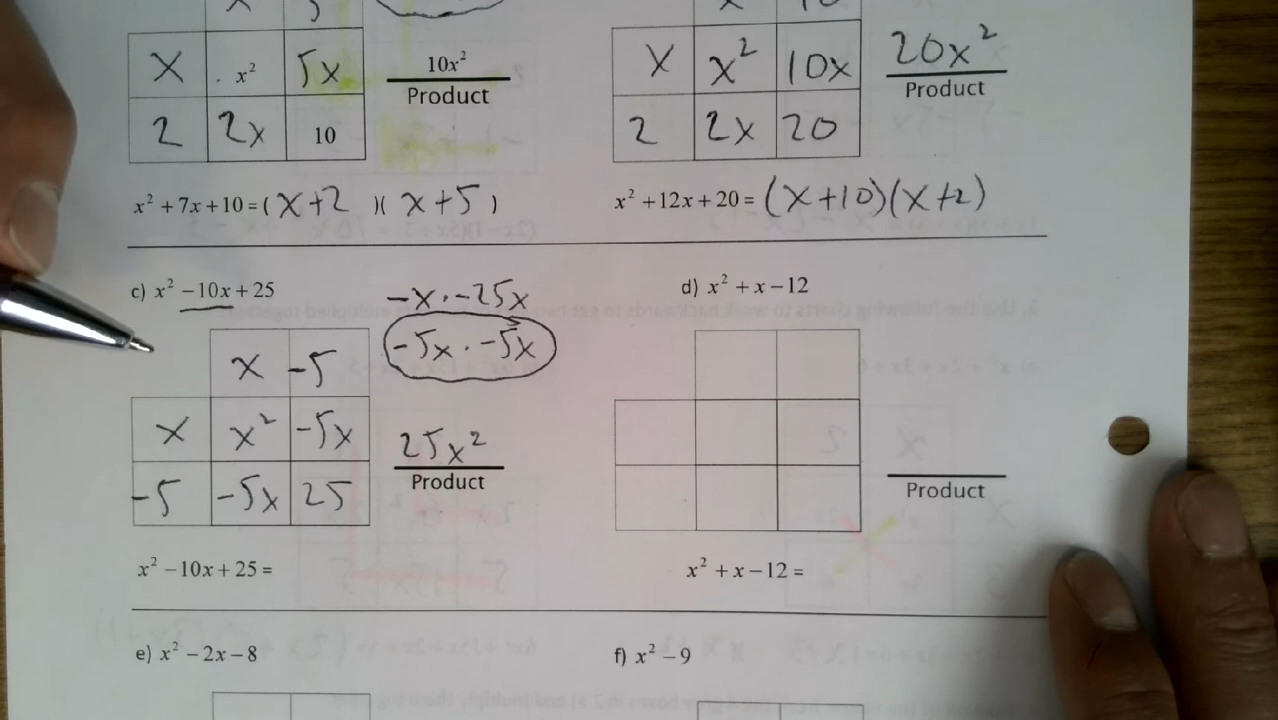 X x² 5x 10x²
Product
2 2x 10
x² + 7x + 10 = ( x+2 )( x+5 )
X x² 10x 20x²
Product
2 2x 20
x² + 12x + 20 = (x+10)(x+2)
c) x² − 10x + 25
-x · -25x
-5x · -5x
x -5
x x² -5x 25x²
Product
-5 -5x 25
x² − 10x + 25 =
d) x² + x − 12
Product
x² + x − 12 =
e) x² − 2x − 8
f) x² − 9